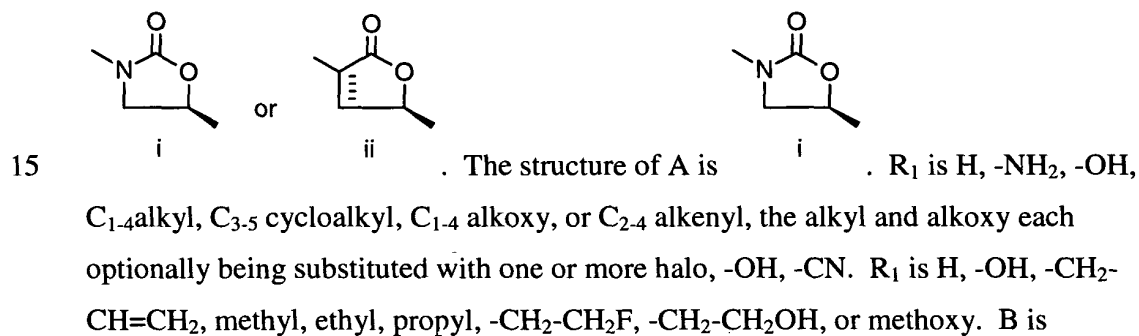 O O O
N O or O N O
i ii i
15 . The structure of A is . R₁ is H, -NH₂, -OH,
C₁₋₄alkyl, C₃₋₅ cycloalkyl, C₁₋₄ alkoxy, or C₂₋₄ alkenyl, the alkyl and alkoxy each
optionally being substituted with one or more halo, -OH, -CN. R₁ is H, -OH, -CH₂-
CH=CH₂, methyl, ethyl, propyl, -CH₂-CH₂F, -CH₂-CH₂OH, or methoxy. B is